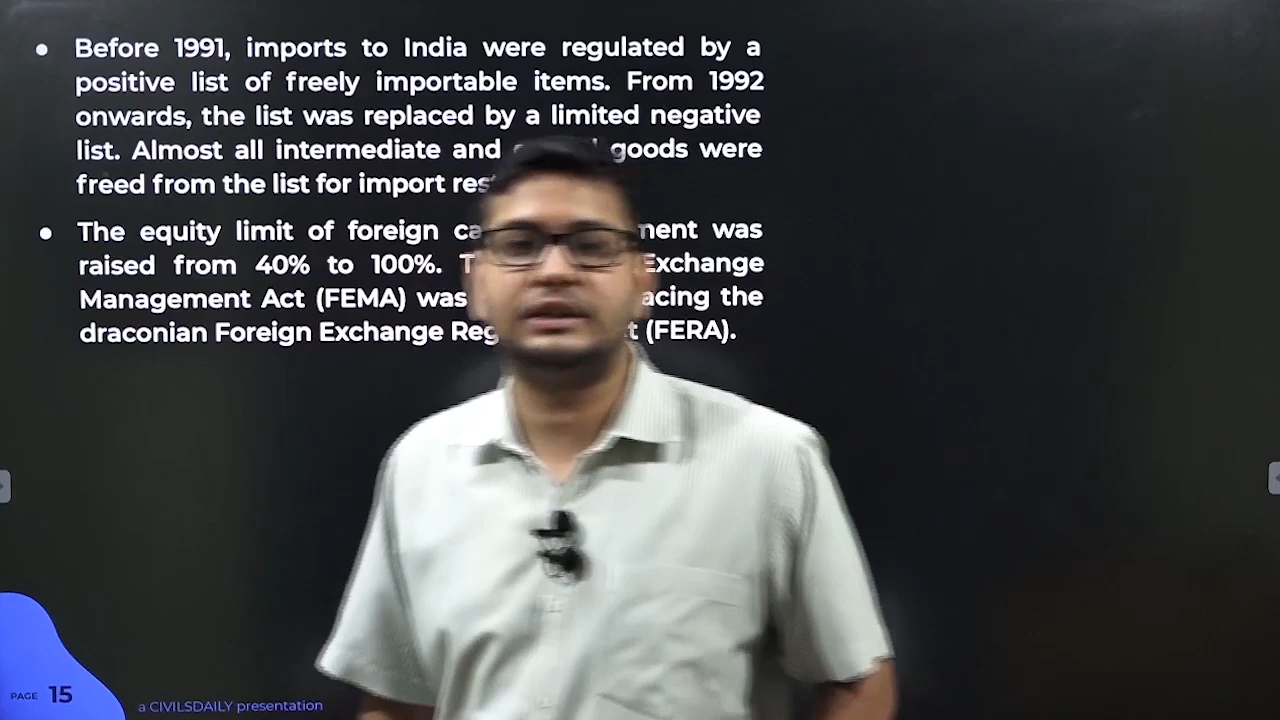 Before 1991, imports to India were regulated by a
positive list of freely importable items. From 1992
onwards, the list was replaced by a limited negative
list. Almost all intermediate and goods were
freed from the list for import
The equity limit of foreign was
raised from 40% to 100%. Exchange
Management Act (FEMA) was the
draconian Foreign Exchange (FERA).
PAGE 15
a CIVILSDAILY presentation